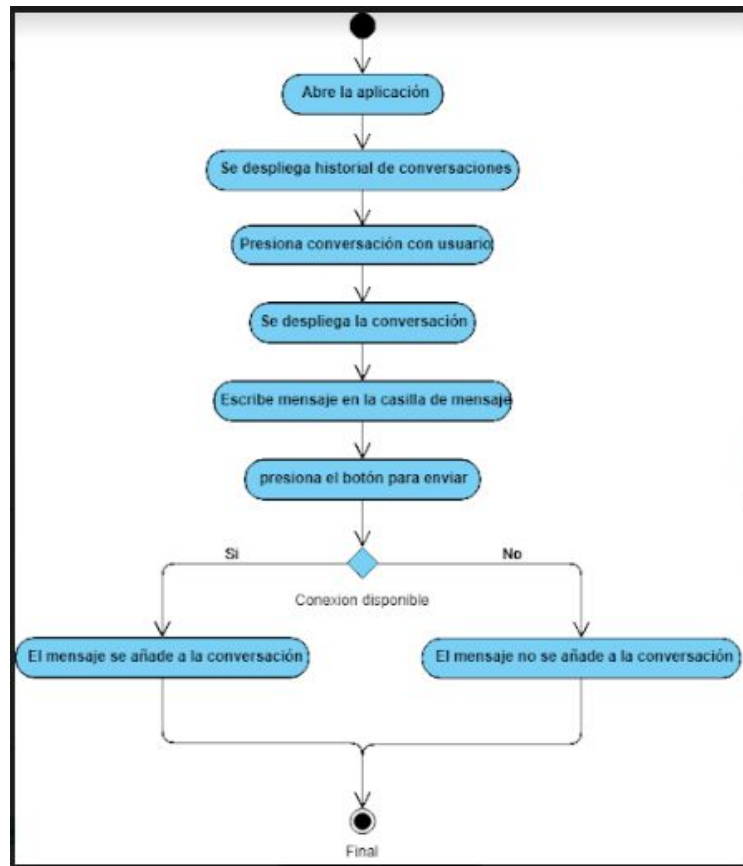 Abre la aplicación
Se despliega historial de conversaciones
Presiona conversación con usuario
Se despliega la conversación
Escribe mensaje en la casilla de mensaje
presiona el botón para enviar
Si
No
Conexion disponible
El mensaje se añade a la conversación
El mensaje no se añade a la conversación
Final